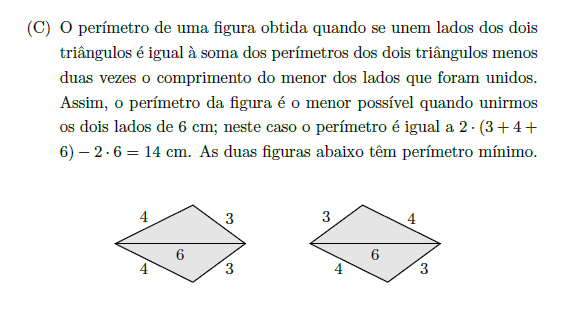 (C) O perímetro de uma figura obtida quando se unem lados dos dois
triângulos é igual à soma dos perímetros dos dois triângulos menos
duas vezes o comprimento do menor dos lados que foram unidos.
Assim, o perímetro da figura é o menor possível quando unirmos
os dois lados de 6 cm; neste caso o perímetro é igual a 2 · (3 + 4 +
6) − 2 · 6 = 14 cm. As duas figuras abaixo têm perímetro mínimo.
4 3 3 4
6 6
4 3 4 3